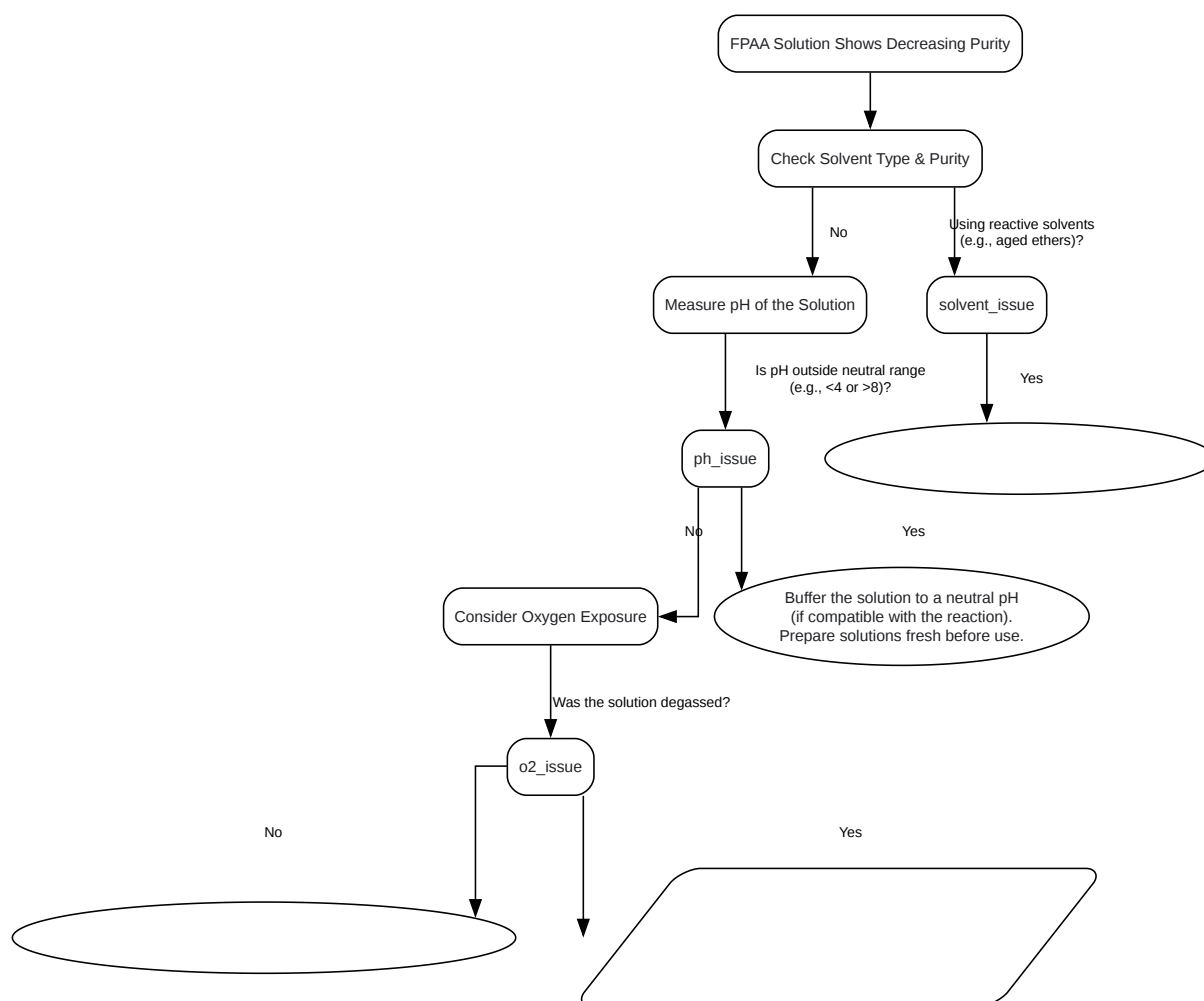 FPAA Solution Shows Decreasing Purity
Check Solvent Type & Purity
No
Using reactive solvents
(e.g., aged ethers)?
Measure pH of the Solution
solvent_issue
Is pH outside neutral range
(e.g., <4 or >8)?
Yes
ph_issue
No
Yes
Buffer the solution to a neutral pH
(if compatible with the reaction).
Prepare solutions fresh before use.
Consider Oxygen Exposure
Was the solution degassed?
o2_issue
No
Yes